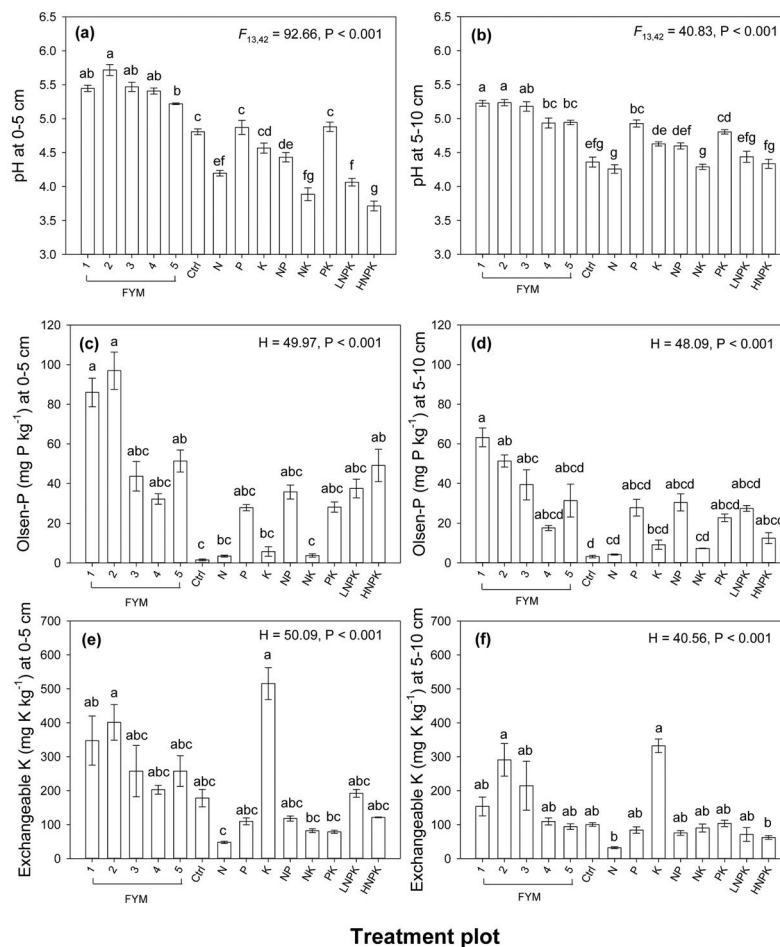 (a)
F13,42 = 92.66, P < 0.001
pH at 0-5 cm
6.5
6.0
5.5
5.0
4.5
4.0
3.5
3.0
ab a ab ab b c ef c cd de fg c f g
1 2 3 4 5 Ctrl N P K NP NK PK LNPK HNPK
FYM
(b)
F13,42 = 40.83, P < 0.001
pH at 5-10 cm
6.5
6.0
5.5
5.0
4.5
4.0
3.5
3.0
a a ab bc bc efg g bc de def g cd efg fg
1 2 3 4 5 Ctrl N P K NP NK PK LNPK HNPK
FYM
(c)
H = 49.97, P < 0.001
Olsen-P (mg P kg-1) at 0-5 cm
120
100
80
60
40
20
0
a a abc abc ab c bc abc bc abc c abc abc ab
1 2 3 4 5 Ctrl N P K NP NK PK LNPK HNPK
FYM
(d)
H = 48.09, P < 0.001
Olsen-P (mg P kg-1) at 5-10 cm
120
100
80
60
40
20
0
a ab abc abcd abcd d cd abcd bcd abcd cd abcd abcd abcd
1 2 3 4 5 Ctrl N P K NP NK PK LNPK HNPK
FYM
(e)
H = 50.09, P < 0.001
Exchangeable K (mg K kg-1) at 0-5 cm
700
600
500
400
300
200
100
0
ab a abc abc abc abc c abc a abc bc bc abc abc
1 2 3 4 5 Ctrl N P K NP NK PK LNPK HNPK
FYM
(f)
H = 40.56, P < 0.001
Exchangeable K (mg K kg-1) at 5-10 cm
700
600
500
400
300
200
100
0
ab a ab ab ab ab b ab a ab ab ab ab b
1 2 3 4 5 Ctrl N P K NP NK PK LNPK HNPK
FYM
Treatment plot